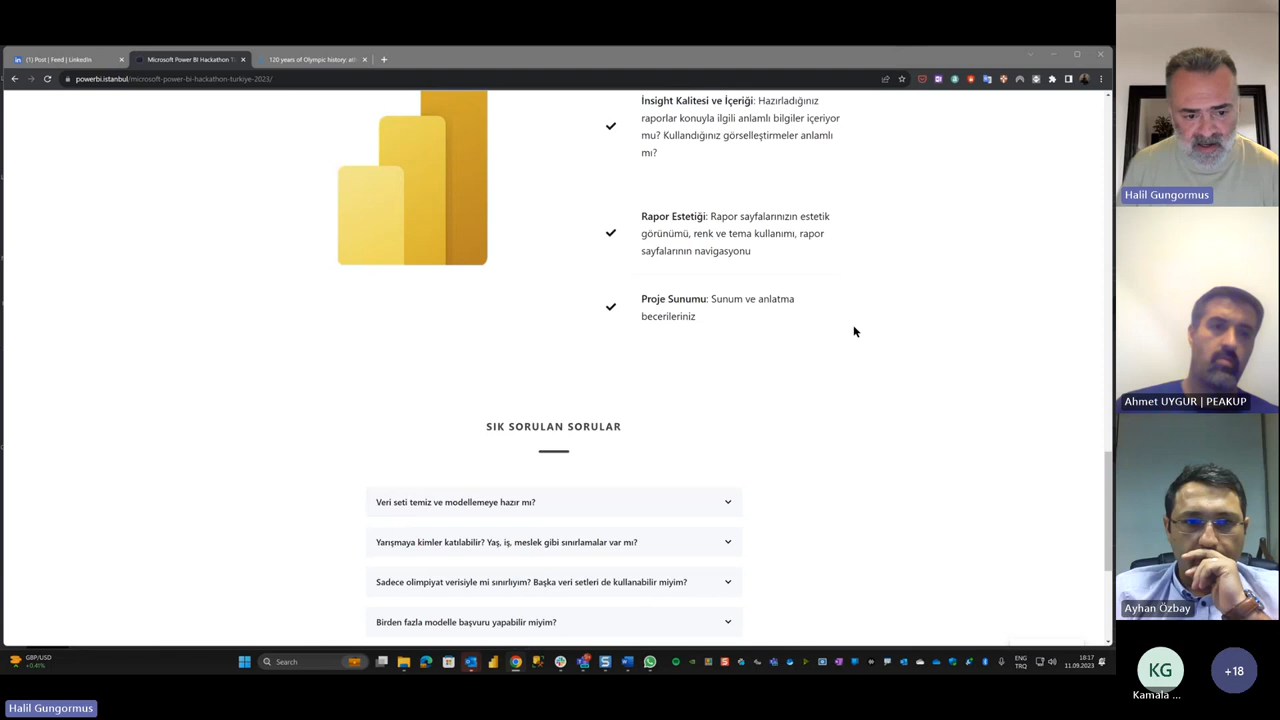 (1) Post | Feed | LinkedIn
Microsoft Power BI Hackathon T
120 years of Olympic history: at
powerbi.istanbul/microsoft-power-bi-hackathon-turkiye-2023/
İnsight Kalitesi ve İçeriği: Hazırladığınız
raporlar konuyla ilgili anlamlı bilgiler içeriyor
mu? Kullandığınız görselleştirmeler anlamlı
mı?
Rapor Estetiği: Rapor sayfalarınızın estetik
görünümü, renk ve tema kullanımı, rapor
sayfalarının navigasyonu
Proje Sunumu: Sunum ve anlatma
becerileriniz
SIK SORULAN SORULAR
Veri seti temiz ve modellemeye hazır mı?
Yarışmaya kimler katılabilir? Yaş, iş, meslek gibi sınırlamalar var mı?
Sadece olimpiyat verisiyle mi sınırlıyım? Başka veri setleri de kullanabilir miyim?
Birden fazla modelle başvuru yapabilir miyim?
GBP/USD
+0.41%
Search
ENG
TRQ
18:17
11.09.2023
Halil Gungormus
Ahmet UYGUR | PEAKUP
Ayhan Özbay
KG
Kamala ...
+18
Halil Gungormus